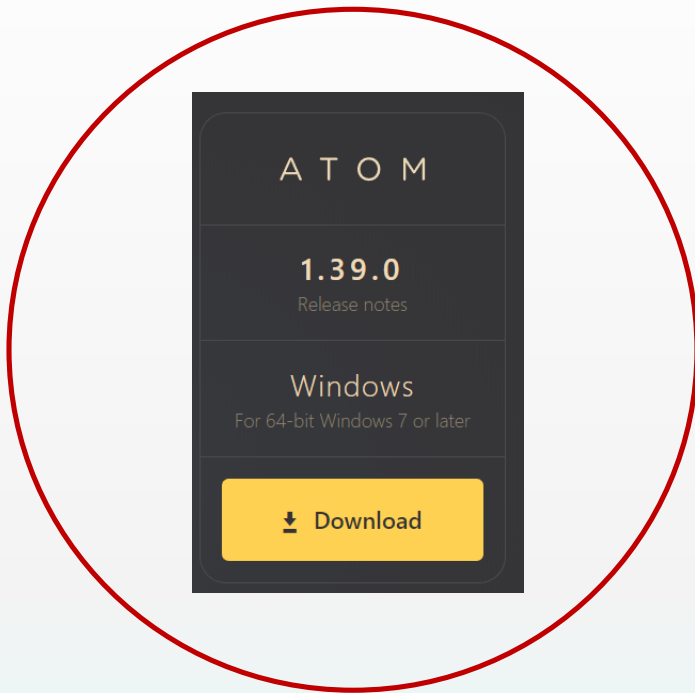 ATOM
1.39.0
Release notes
Windows
For 64-bit Windows 7 or later
Download